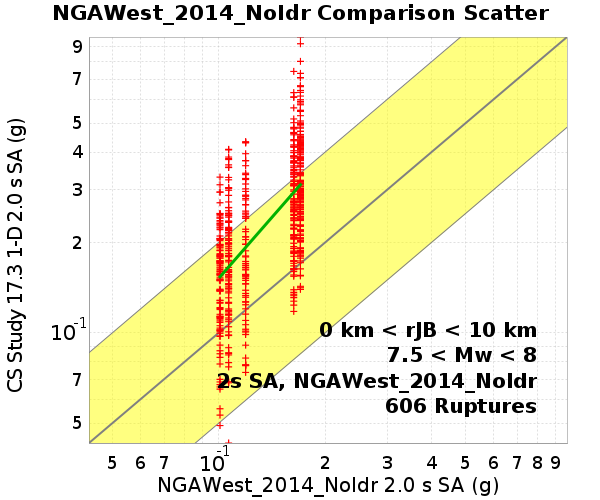 NGAWest_2014_NoIdr Comparison Scatter
CS Study 17.3 1-D 2.0 s SA (g)
9
7
5
4
3
2
10-1
7
5
0 km < rJB < 10 km
7.5 < Mw < 8
2s SA, NGAWest_2014_NoIdr
606 Ruptures
5 6 7 10-1 2 3 4 5 6 7 8 9
NGAWest_2014_NoIdr 2.0 s SA (g)